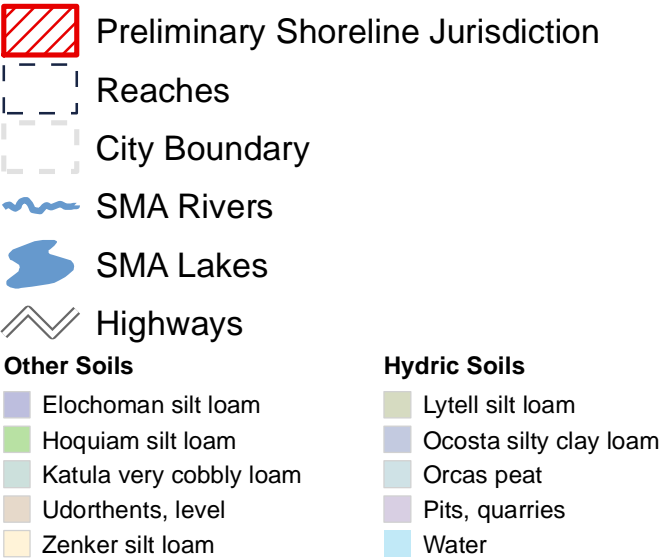 Preliminary Shoreline Jurisdiction
Reaches
City Boundary
SMA Rivers
SMA Lakes
Highways
Other Soils
Elochoman silt loam
Hoquiam silt loam
Katula very cobbly loam
Udorthents, level
Zenker silt loam
Hydric Soils
Lytell silt loam
Ocosta silty clay loam
Orcas peat
Pits, quarries
Water